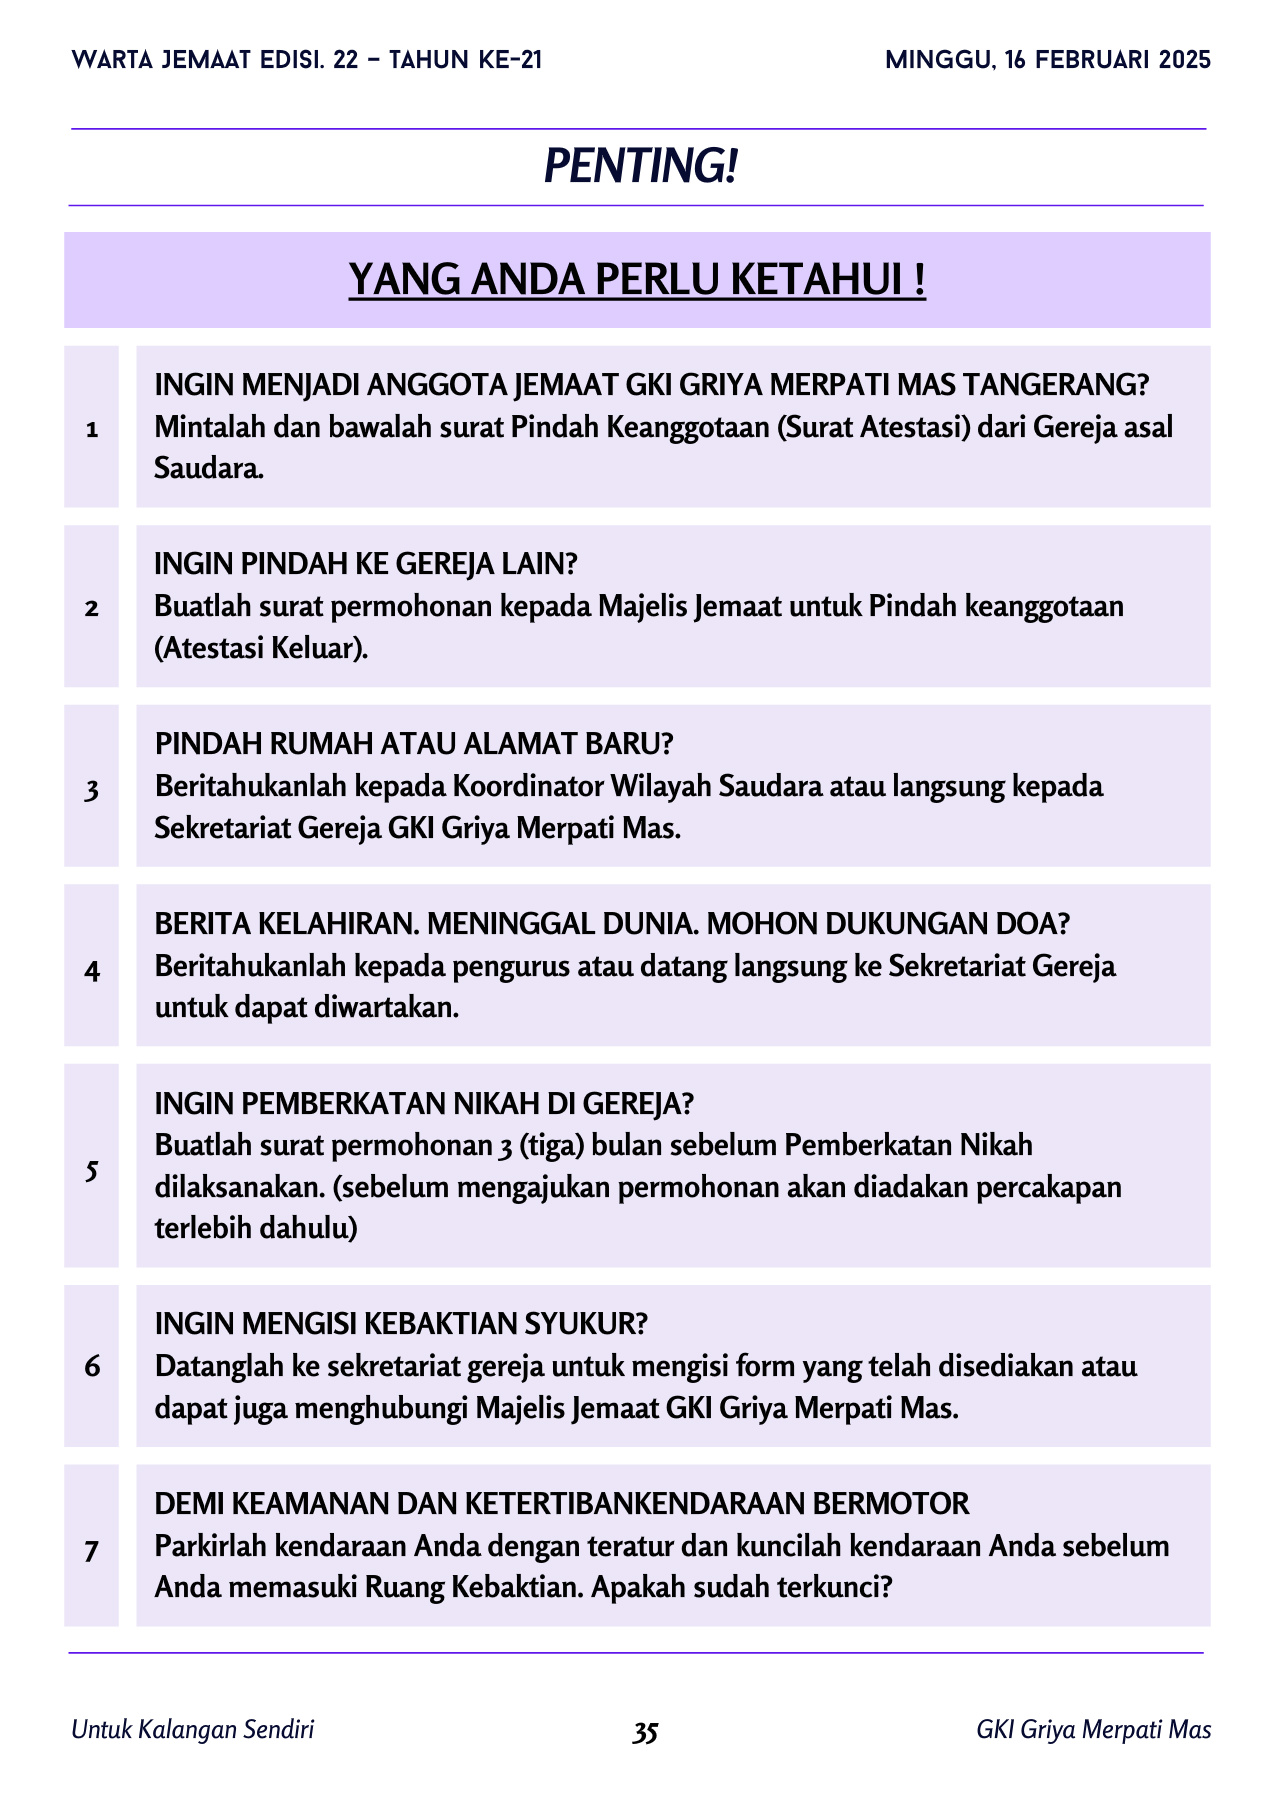 WARTA JEMAAT EDISI. 22 – TAHUN KE-21
MINGGU, 16 FEBRUARI 2025
PENTING!
YANG ANDA PERLU KETAHUI !
1
INGIN MENJADI ANGGOTA JEMAAT GKI GRIYA MERPATI MAS TANGERANG?
Mintalah dan bawalah surat Pindah Keanggotaan (Surat Atestasi) dari Gereja asal
Saudara.
2
INGIN PINDAH KE GEREJA LAIN?
Buatlah surat permohonan kepada Majelis Jemaat untuk Pindah keanggotaan
(Atestasi Keluar).
3
PINDAH RUMAH ATAU ALAMAT BARU?
Beritahukanlah kepada Koordinator Wilayah Saudara atau langsung kepada
Sekretariat Gereja GKI Griya Merpati Mas.
4
BERITA KELAHIRAN. MENINGGAL DUNIA. MOHON DUKUNGAN DOA?
Beritahukanlah kepada pengurus atau datang langsung ke Sekretariat Gereja
untuk dapat diwartakan.
5
INGIN PEMBERKATAN NIKAH DI GEREJA?
Buatlah surat permohonan 3 (tiga) bulan sebelum Pemberkatan Nikah
dilaksanakan. (sebelum mengajukan permohonan akan diadakan percakapan
terlebih dahulu)
6
INGIN MENGISI KEBAKTIAN SYUKUR?
Datanglah ke sekretariat gereja untuk mengisi form yang telah disediakan atau
dapat juga menghubungi Majelis Jemaat GKI Griya Merpati Mas.
7
DEMI KEAMANAN DAN KETERTIBANKENDARAAN BERMOTOR
Parkirlah kendaraan Anda dengan teratur dan kuncilah kendaraan Anda sebelum
Anda memasuki Ruang Kebaktian. Apakah sudah terkunci?
Untuk Kalangan Sendiri
35
GKI Griya Merpati Mas